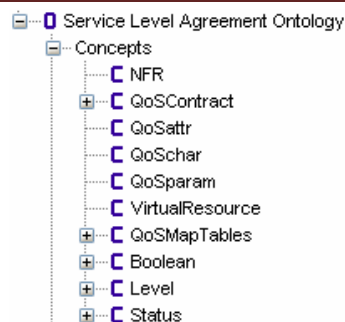 Service Level Agreement Ontology
Concepts
NFR
QoSContract
QoSattr
QoSchar
QoSparam
VirtualResource
QoSMapTables
Boolean
Level
Status